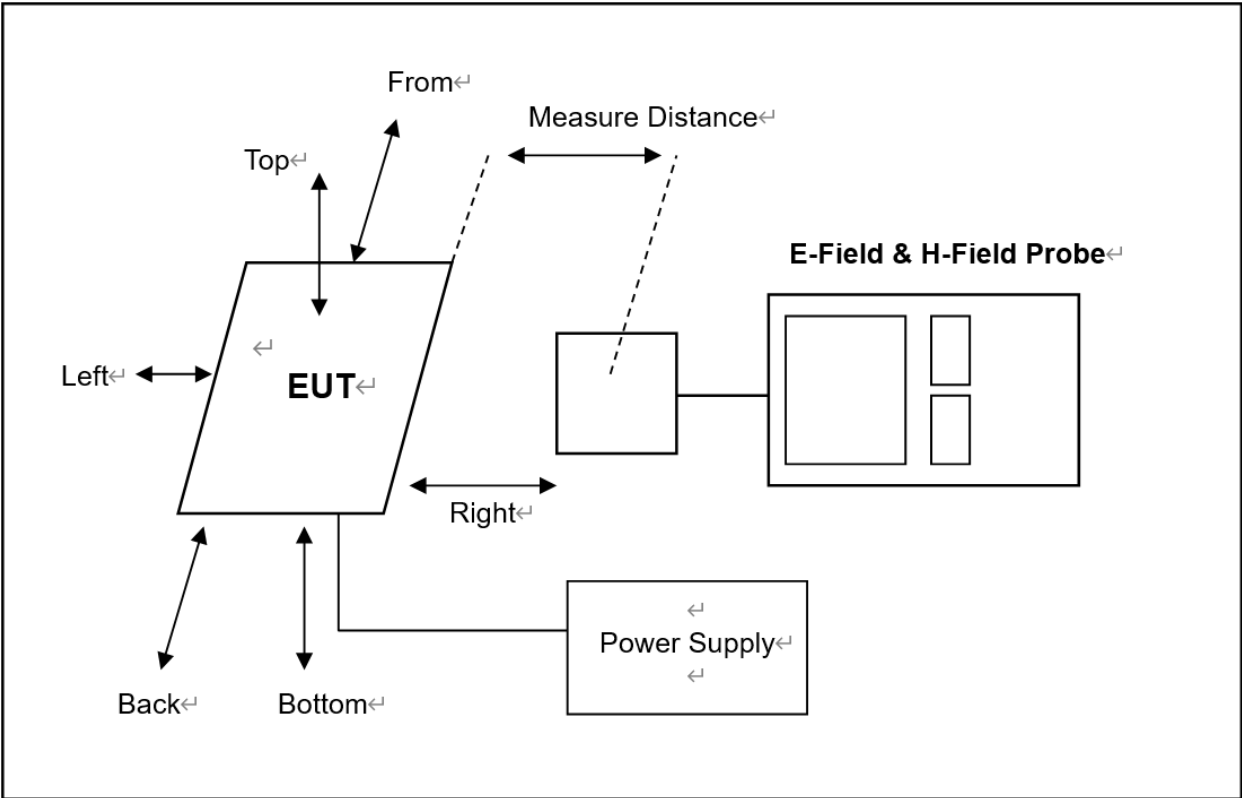 From
Measure Distance
Top
E-Field & H-Field Probe
Left
EUT
Right
Power Supply
Back
Bottom